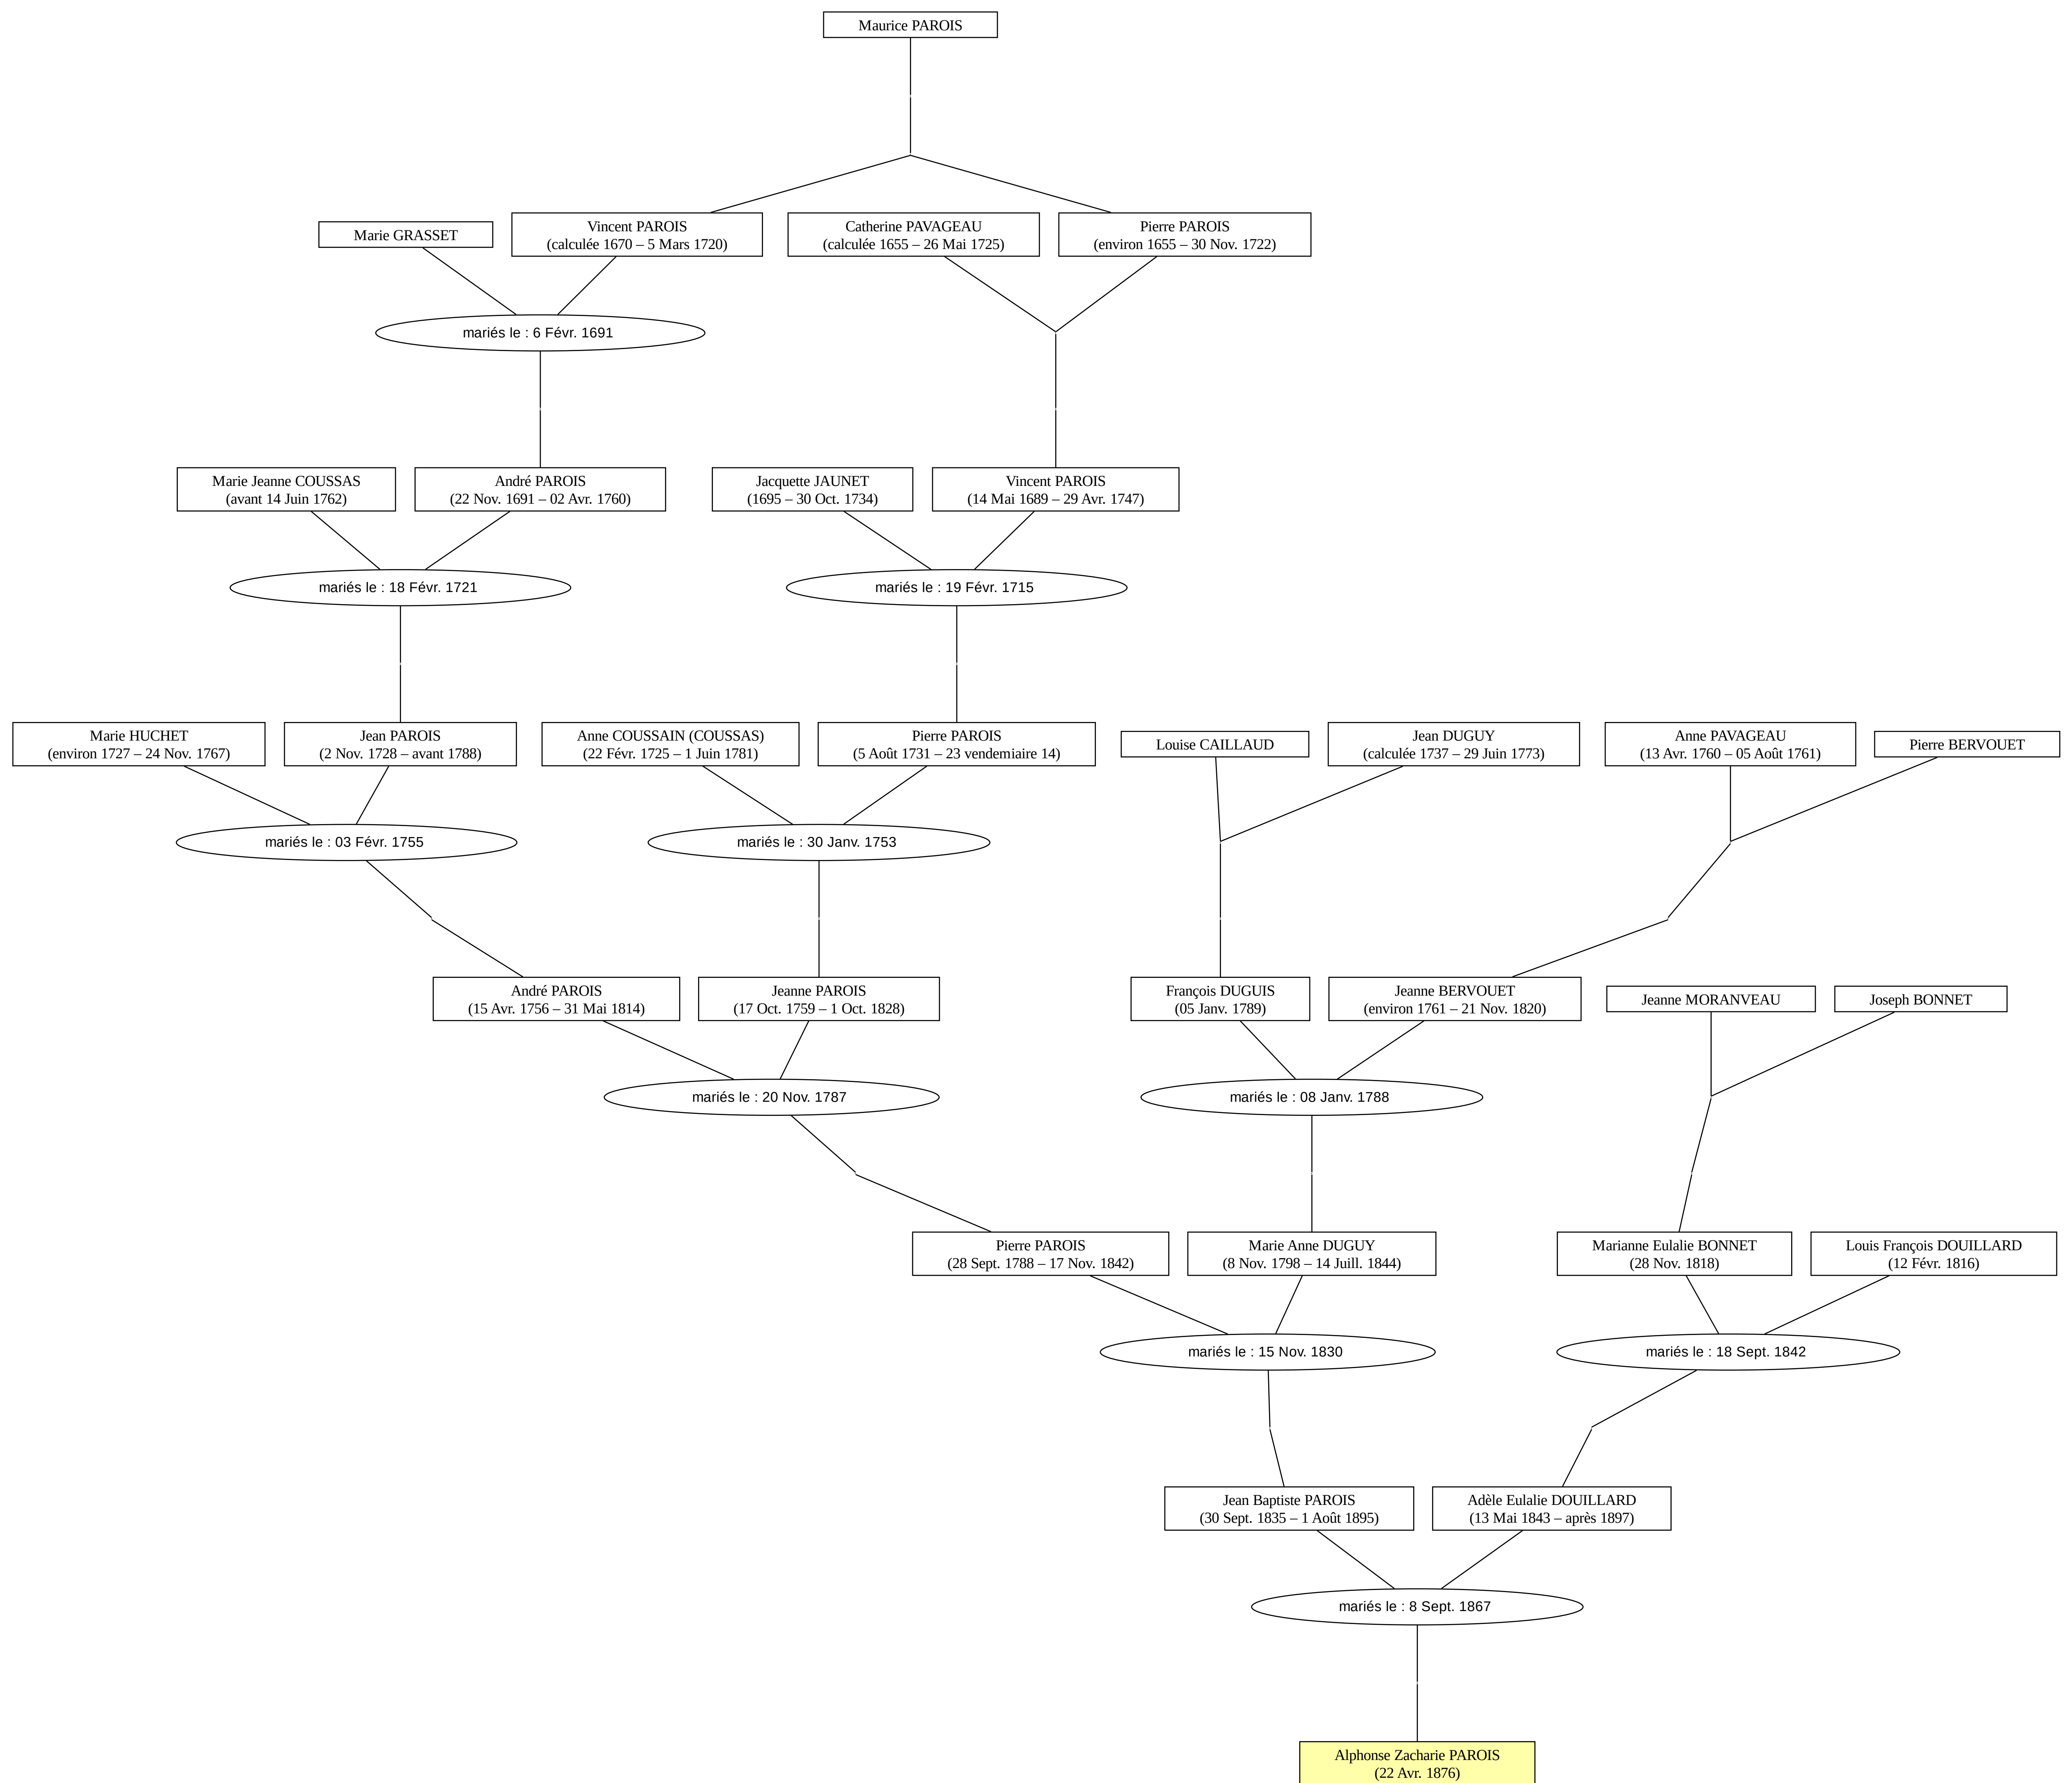 Maurice PAROIS
Marie GRASSET
Vincent PAROIS
(calculée 1670 – 5 Mars 1720)
Catherine PAVAGEAU
(calculée 1655 – 26 Mai 1725)
Pierre PAROIS
(environ 1655 – 30 Nov. 1722)
mariés le : 6 Févr. 1691
Marie Jeanne COUSSAS
(avant 14 Juin 1762)
André PAROIS
(22 Nov. 1691 – 02 Avr. 1760)
Jacquette JAUNET
(1695 – 30 Oct. 1734)
Vincent PAROIS
(14 Mai 1689 – 29 Avr. 1747)
mariés le : 18 Févr. 1721
mariés le : 19 Févr. 1715
Marie HUCHET
(environ 1727 – 24 Nov. 1767)
Jean PAROIS
(2 Nov. 1728 – avant 1788)
Anne COUSSAIN (COUSSAS)
(22 Févr. 1725 – 1 Juin 1781)
Pierre PAROIS
(5 Août 1731 – 23 vendemiaire 14)
Louise CAILLAUD
Jean DUGUY
(calculée 1737 – 29 Juin 1773)
Anne PAVAGEAU
(13 Avr. 1760 – 05 Août 1761)
Pierre BERVOUET
mariés le : 03 Févr. 1755
mariés le : 30 Janv. 1753
André PAROIS
(15 Avr. 1756 – 31 Mai 1814)
Jeanne PAROIS
(17 Oct. 1759 – 1 Oct. 1828)
François DUGUIS
(05 Janv. 1789)
Jeanne BERVOUET
(environ 1761 – 21 Nov. 1820)
Jeanne MORANVEAU
Joseph BONNET
mariés le : 20 Nov. 1787
mariés le : 08 Janv. 1788
Pierre PAROIS
(28 Sept. 1788 – 17 Nov. 1842)
Marie Anne DUGUY
(8 Nov. 1798 – 14 Juill. 1844)
Marianne Eulalie BONNET
(28 Nov. 1818)
Louis François DOUILLARD
(12 Févr. 1816)
mariés le : 15 Nov. 1830
mariés le : 18 Sept. 1842
Jean Baptiste PAROIS
(30 Sept. 1835 – 1 Août 1895)
Adèle Eulalie DOUILLARD
(13 Mai 1843 – après 1897)
mariés le : 8 Sept. 1867
Alphonse Zacharie PAROIS
(22 Avr. 1876)